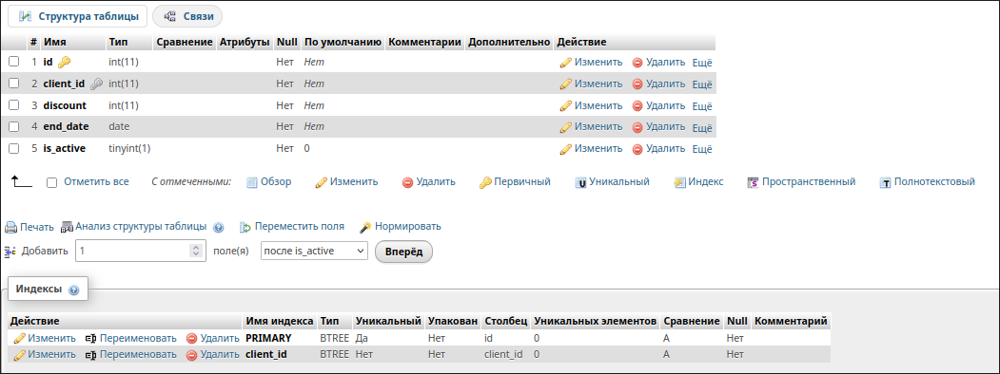 Структура таблицы Связи
# Имя Тип Сравнение Атрибуты Null По умолчанию Комментарии Дополнительно Действие
1 id int(11) Нет Нет Изменить Удалить Ещё
2 client_id int(11) Нет Нет Изменить Удалить Ещё
3 discount int(11) Нет Нет Изменить Удалить Ещё
4 end_date date Нет Нет Изменить Удалить Ещё
5 is_active tinyint(1) Нет 0 Изменить Удалить Ещё
Отметить все С отмеченными: Обзор Изменить Удалить Первичный Уникальный Индекс Пространственный Полнотекстовый
Печать Анализ структуры таблицы Переместить поля Нормировать
Добавить 1 поле(я) после is_active Вперёд
Индексы
Действие Имя индекса Тип Уникальный Упакован Столбец Уникальных элементов Сравнение Null Комментарий
Изменить Переименовать Удалить PRIMARY BTREE Да Нет id 0 A Нет
Изменить Переименовать Удалить client_id BTREE Нет Нет client_id 0 A Нет